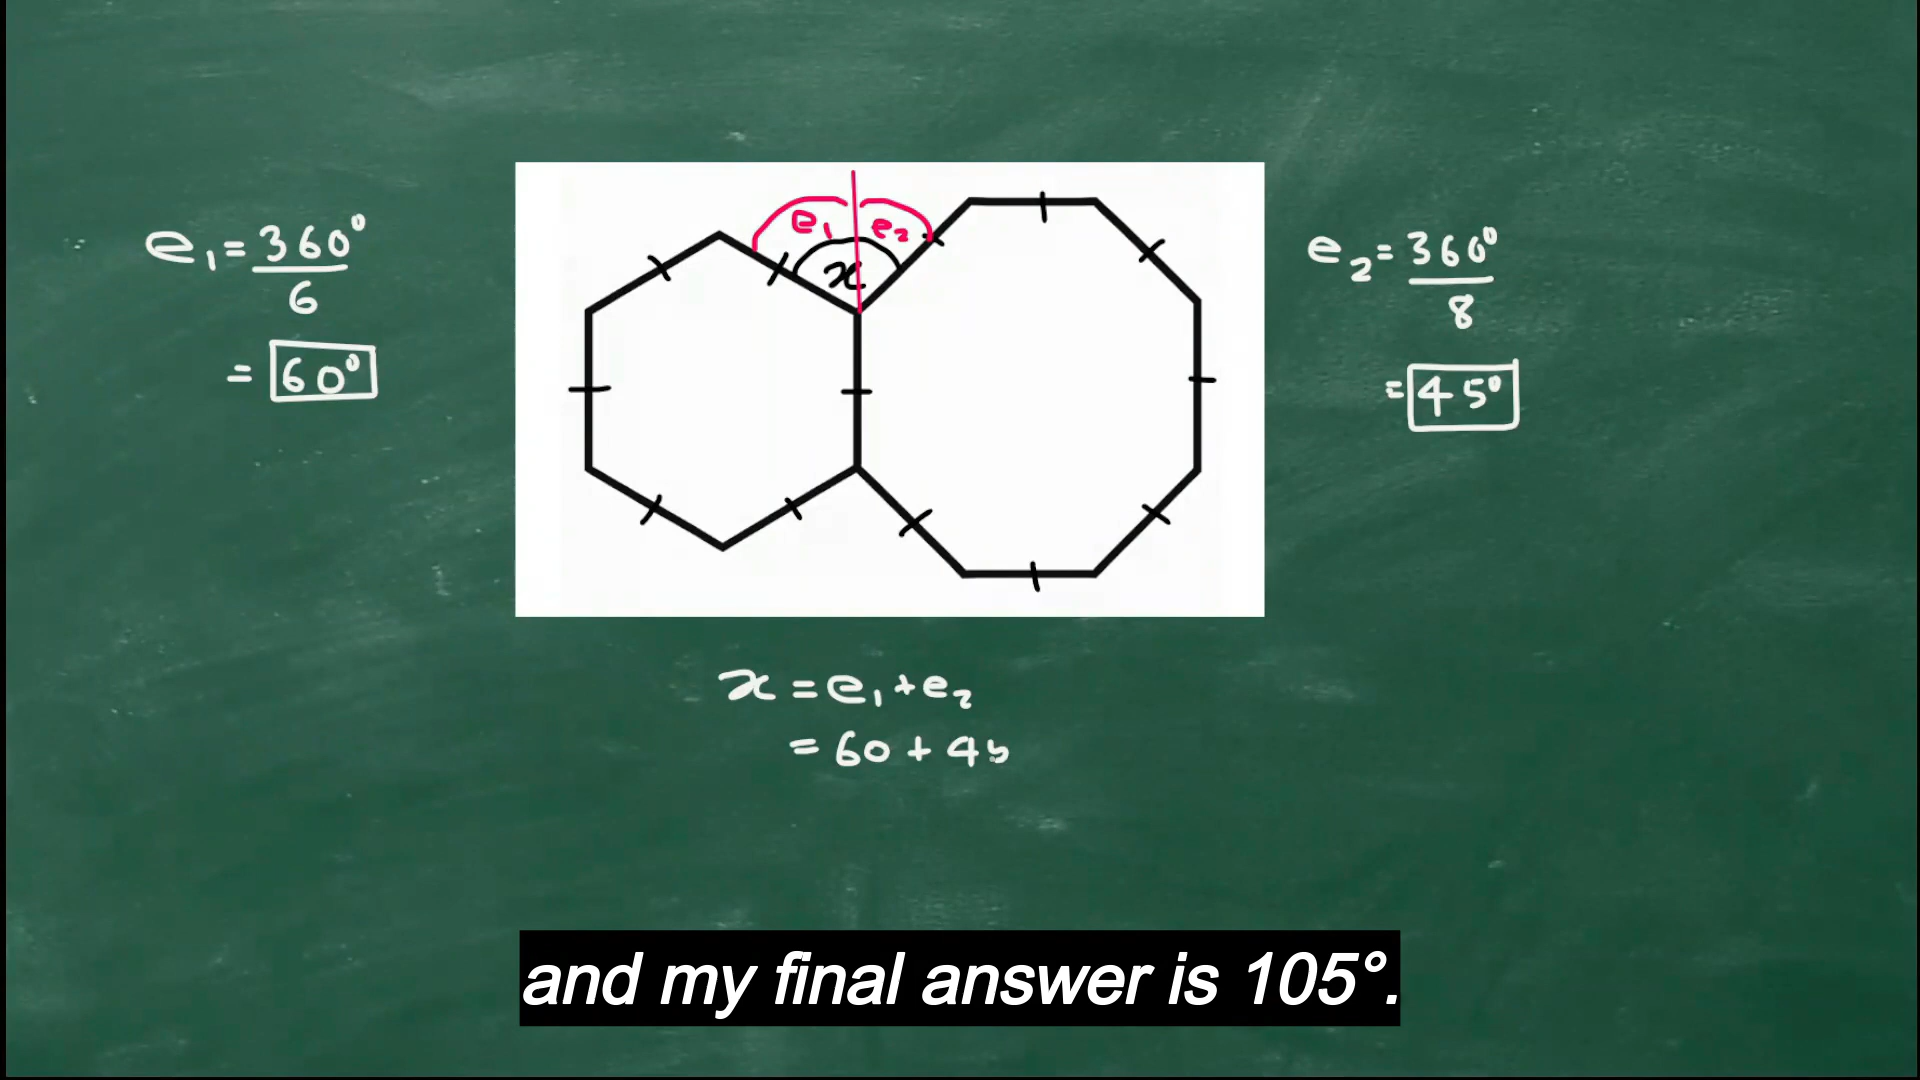 e₁ = 360°
6
= 60°
e₁ e₂
x
e₂ = 360°
8
= 45°
x = e₁ + e₂
= 60 + 45
and my final answer is 105°.